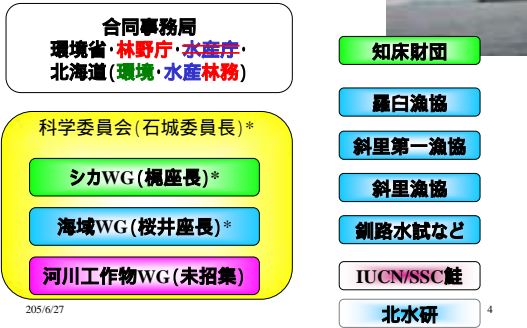 合同事務局
環境省・林野庁・水産庁・
北海道(環境・水産林務)
科学委員会(石城委員長)*
シカWG(梶座長)*
海域WG(桜井座長)*
河川工作物WG(未招集)
205/6/27
知床財団
羅臼漁協
斜里第一漁協
斜里漁協
釧路水試など
IUCN/SSC鮭
北水研
4